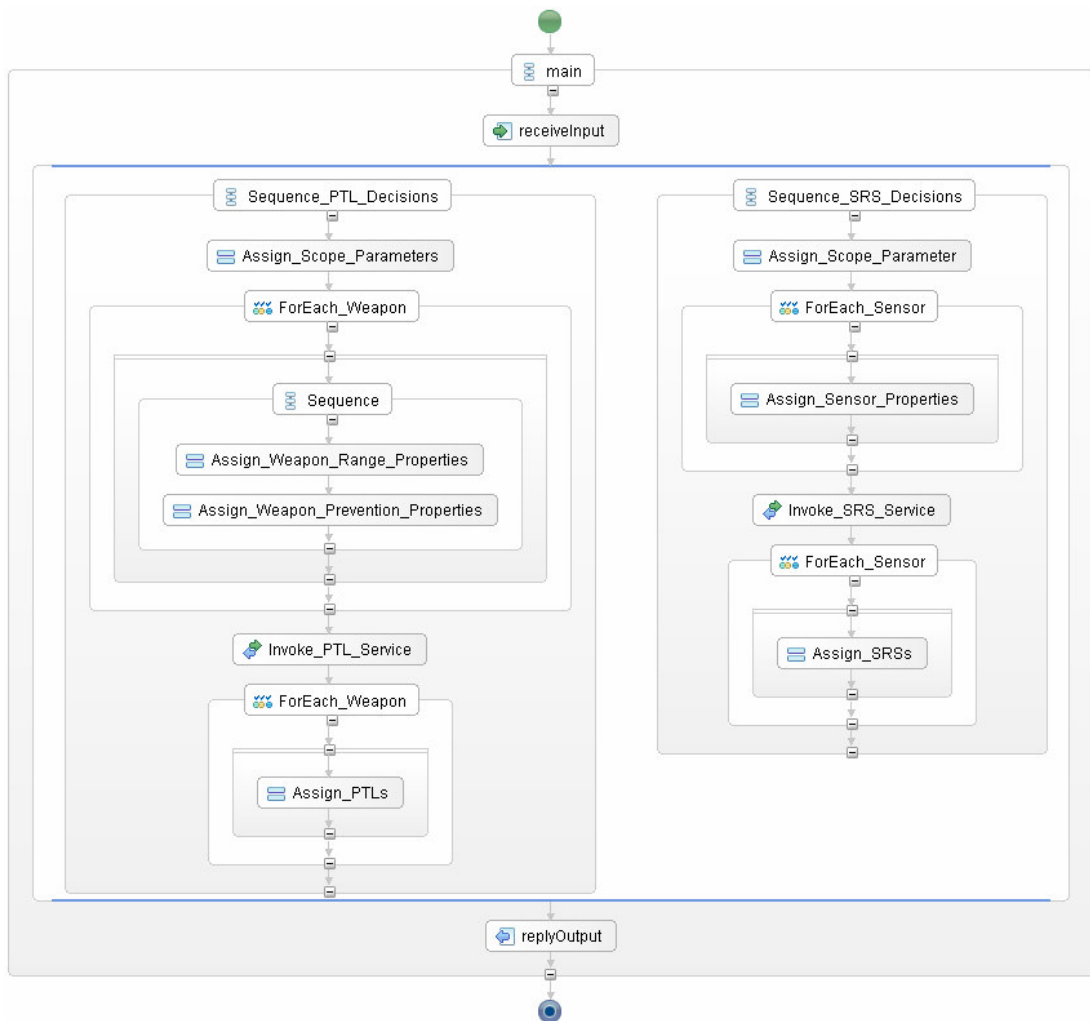 main
receiveInput
Sequence_PTL_Decisions
Assign_Scope_Parameters
ForEach_Weapon
Sequence
Assign_Weapon_Range_Properties
Assign_Weapon_Prevention_Properties
Invoke_PTL_Service
ForEach_Weapon
Assign_PTLs
Sequence_SRS_Decisions
Assign_Scope_Parameter
ForEach_Sensor
Assign_Sensor_Properties
Invoke_SRS_Service
ForEach_Sensor
Assign_SRSs
replyOutput